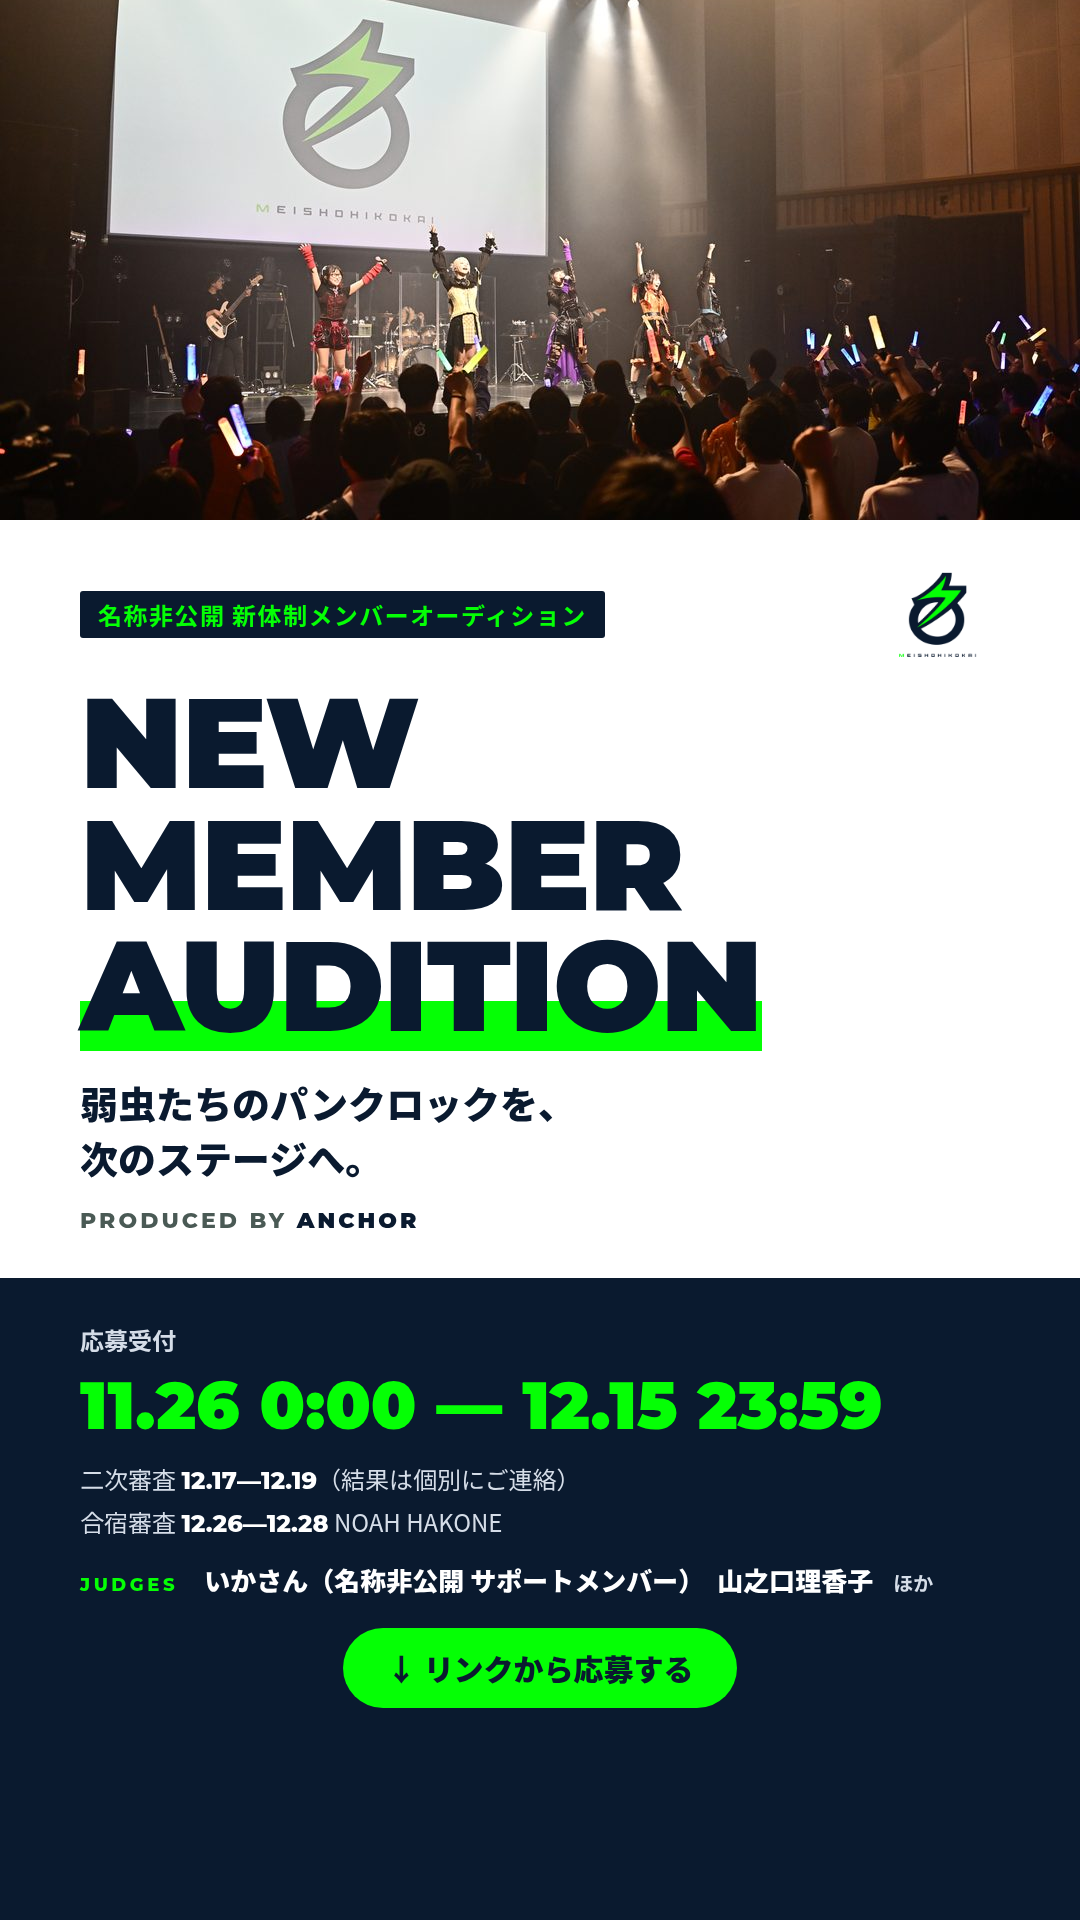 MEISHOHIKOKAI
名称非公開 新体制メンバーオーディション
MEISHOHIKOKAI
NEW
MEMBER
AUDITION
弱虫たちのパンクロックを、
次のステージへ。
PRODUCED BY ANCHOR
応募受付
11.26 0:00 — 12.15 23:59
二次審査 12.17—12.19（結果は個別にご連絡）
合宿審査 12.26—12.28 NOAH HAKONE
JUDGES いかさん（名称非公開 サポートメンバー） 山之口理香子 ほか
↓ リンクから応募する